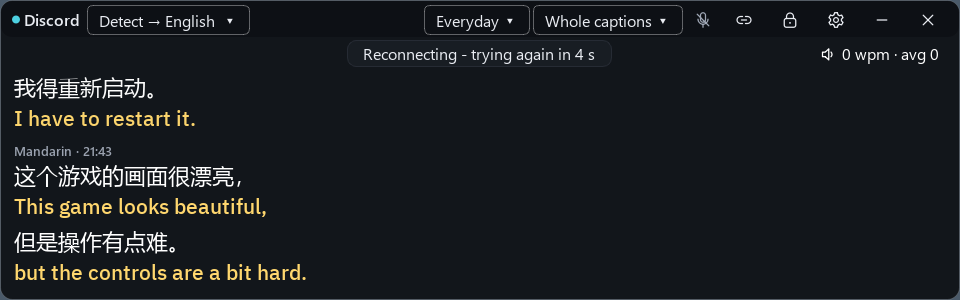 Discord
Detect → English
Everyday
Whole captions
Reconnecting - trying again in 4 s
0 wpm · avg 0
我得重新启动。
I have to restart it.
Mandarin · 21:43
这个游戏的画面很漂亮，
This game looks beautiful,
但是操作有点难。
but the controls are a bit hard.